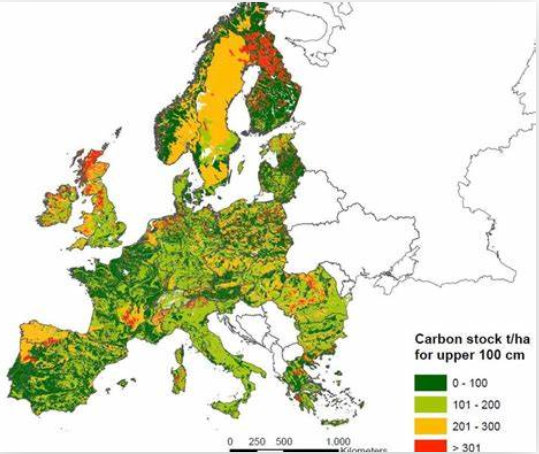 Carbon stock t/ha
for upper 100 cm
0 - 100
101 - 200
201 - 300
> 301
0 250 500 1.000
Kilometers